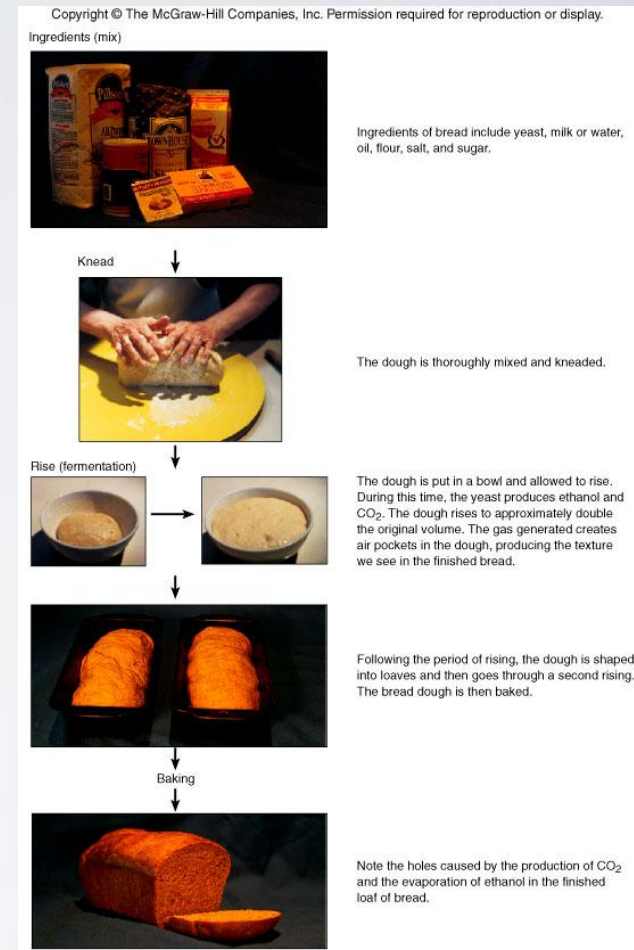 Copyright © The McGraw-Hill Companies, Inc. Permission required for reproduction or display.
Ingredients (mix)
Pillsbury
TOWN HOUSE
Ingredients of bread include yeast, milk or water,
oil, flour, salt, and sugar.
Knead
The dough is thoroughly mixed and kneaded.
Rise (fermentation)
The dough is put in a bowl and allowed to rise.
During this time, the yeast produces ethanol and
CO₂. The dough rises to approximately double
the original volume. The gas generated creates
air pockets in the dough, producing the texture
we see in the finished bread.
Following the period of rising, the dough is shaped
into loaves and then goes through a second rising.
The bread dough is then baked.
Baking
Note the holes caused by the production of CO₂
and the evaporation of ethanol in the finished
loaf of bread.